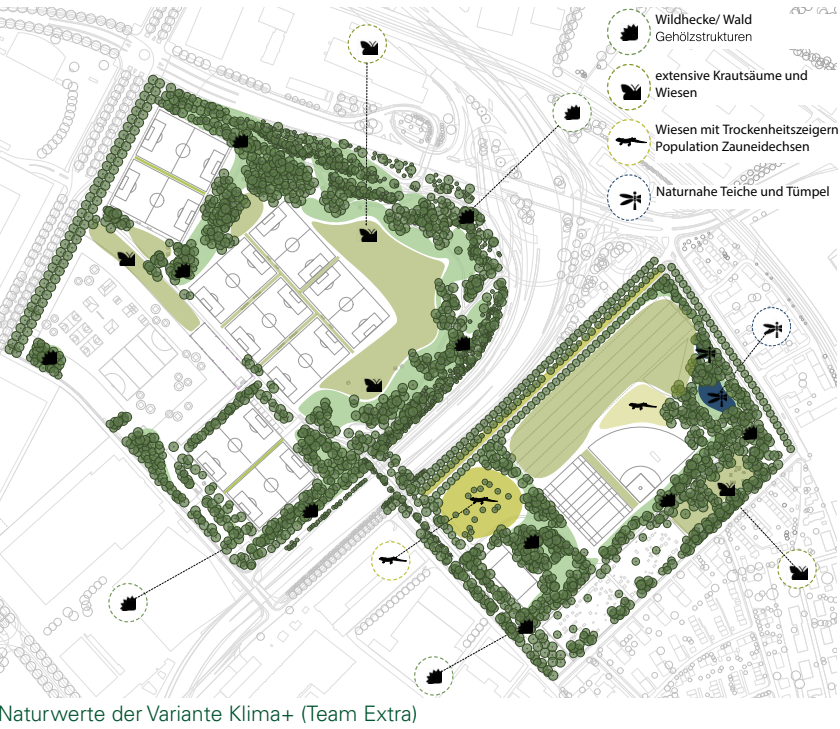 Wildhecke/ Wald
Gehölzstrukturen
extensive Krautsäume und
Wiesen
Wiesen mit Trockenheitszeigern
Population Zauneidechsen
Naturnahe Teiche und Tümpel
Naturwerte der Variante Klima+ (Team Extra)